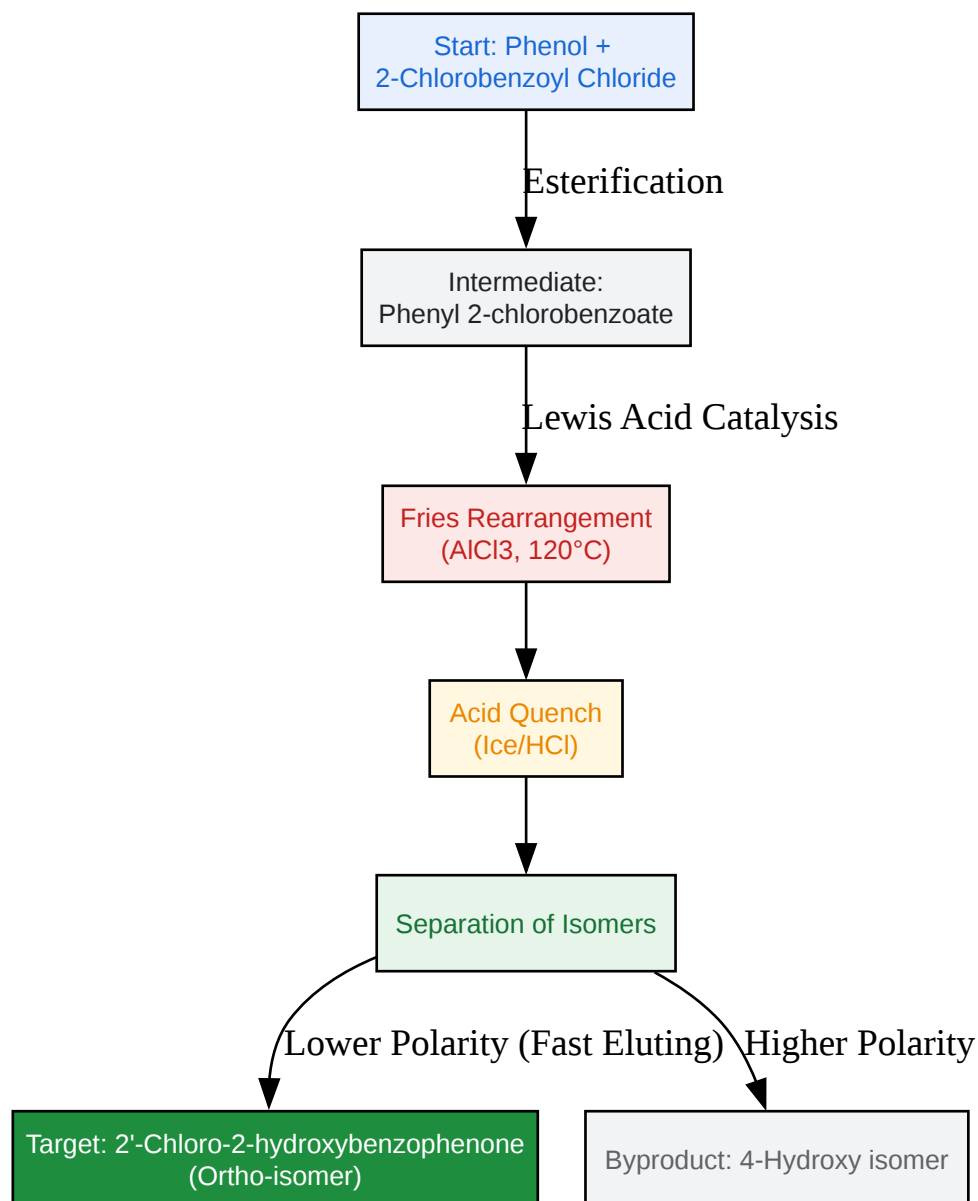 Start: Phenol +
2-Chlorobenzoyl Chloride
Esterification
Intermediate:
Phenyl 2-chlorobenzoate
Lewis Acid Catalysis
Fries Rearrangement
(AlCl3, 120°C)
Acid Quench
(Ice/HCl)
Separation of Isomers
Lower Polarity (Fast Eluting)
Higher Polarity
Target: 2'-Chloro-2-hydroxybenzophenone
(Ortho-isomer)
Byproduct: 4-Hydroxy isomer